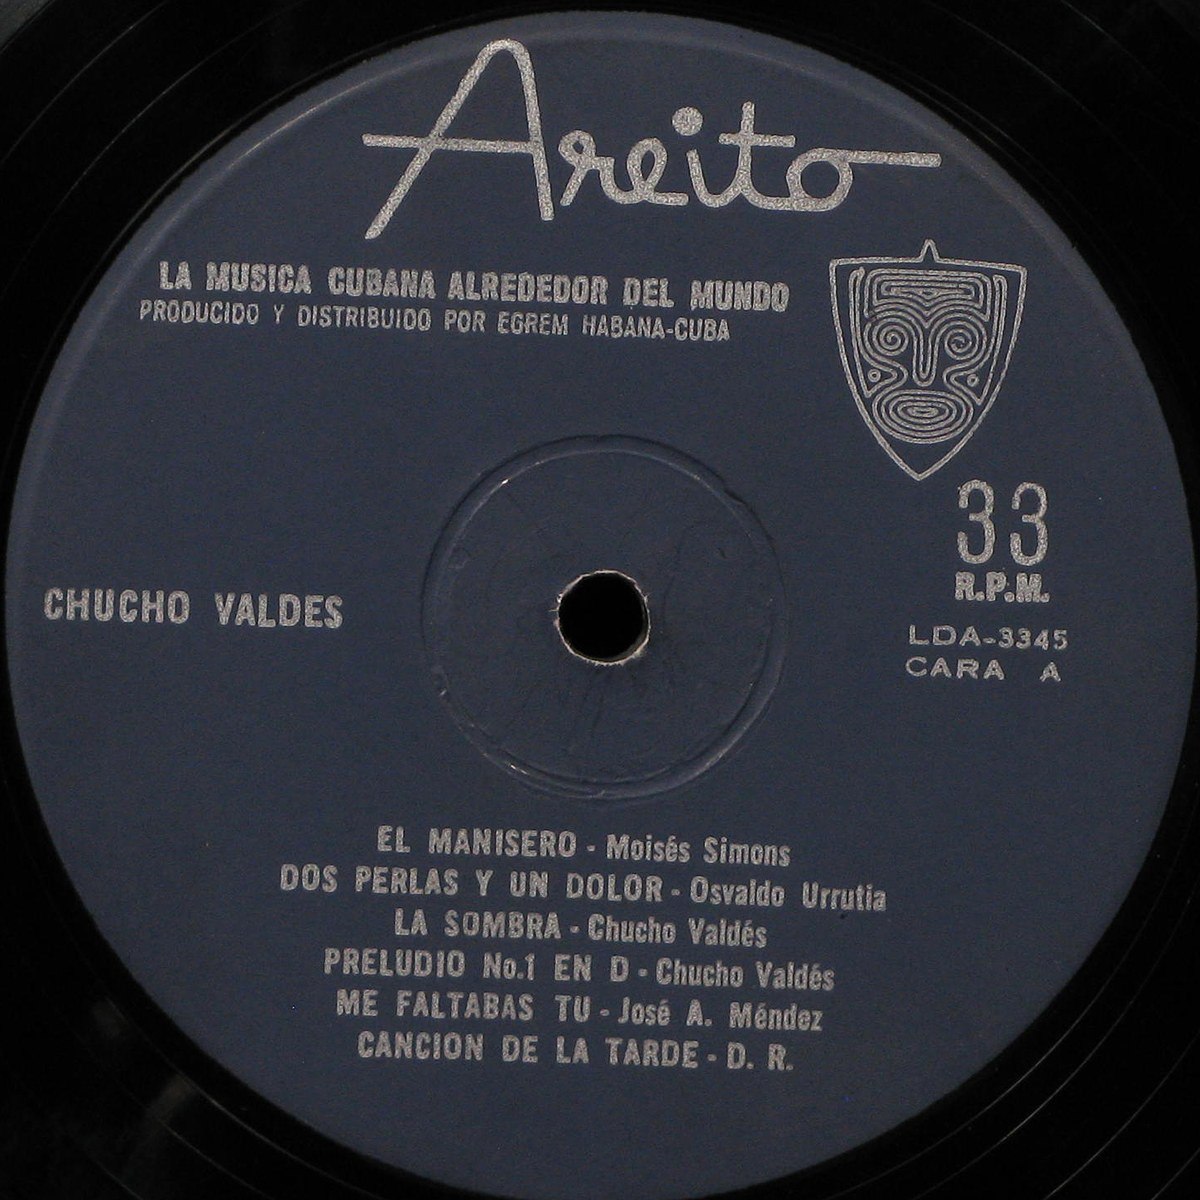 Areito
LA MUSICA CUBANA ALREDEDOR DEL MUNDO
PRODUCIDO Y DISTRIBUIDO POR EGREM HABANA-CUBA
33
R.P.M.
CHUCHO VALDES
LDA-3345
CARA A
EL MANISERO - Moisés Simons
DOS PERLAS Y UN DOLOR - Osvaldo Urrutia
LA SOMBRA - Chucho Valdés
PRELUDIO No.1 EN D - Chucho Valdés
ME FALTABAS TU - José A. Méndez
CANCION DE LA TARDE - D. R.